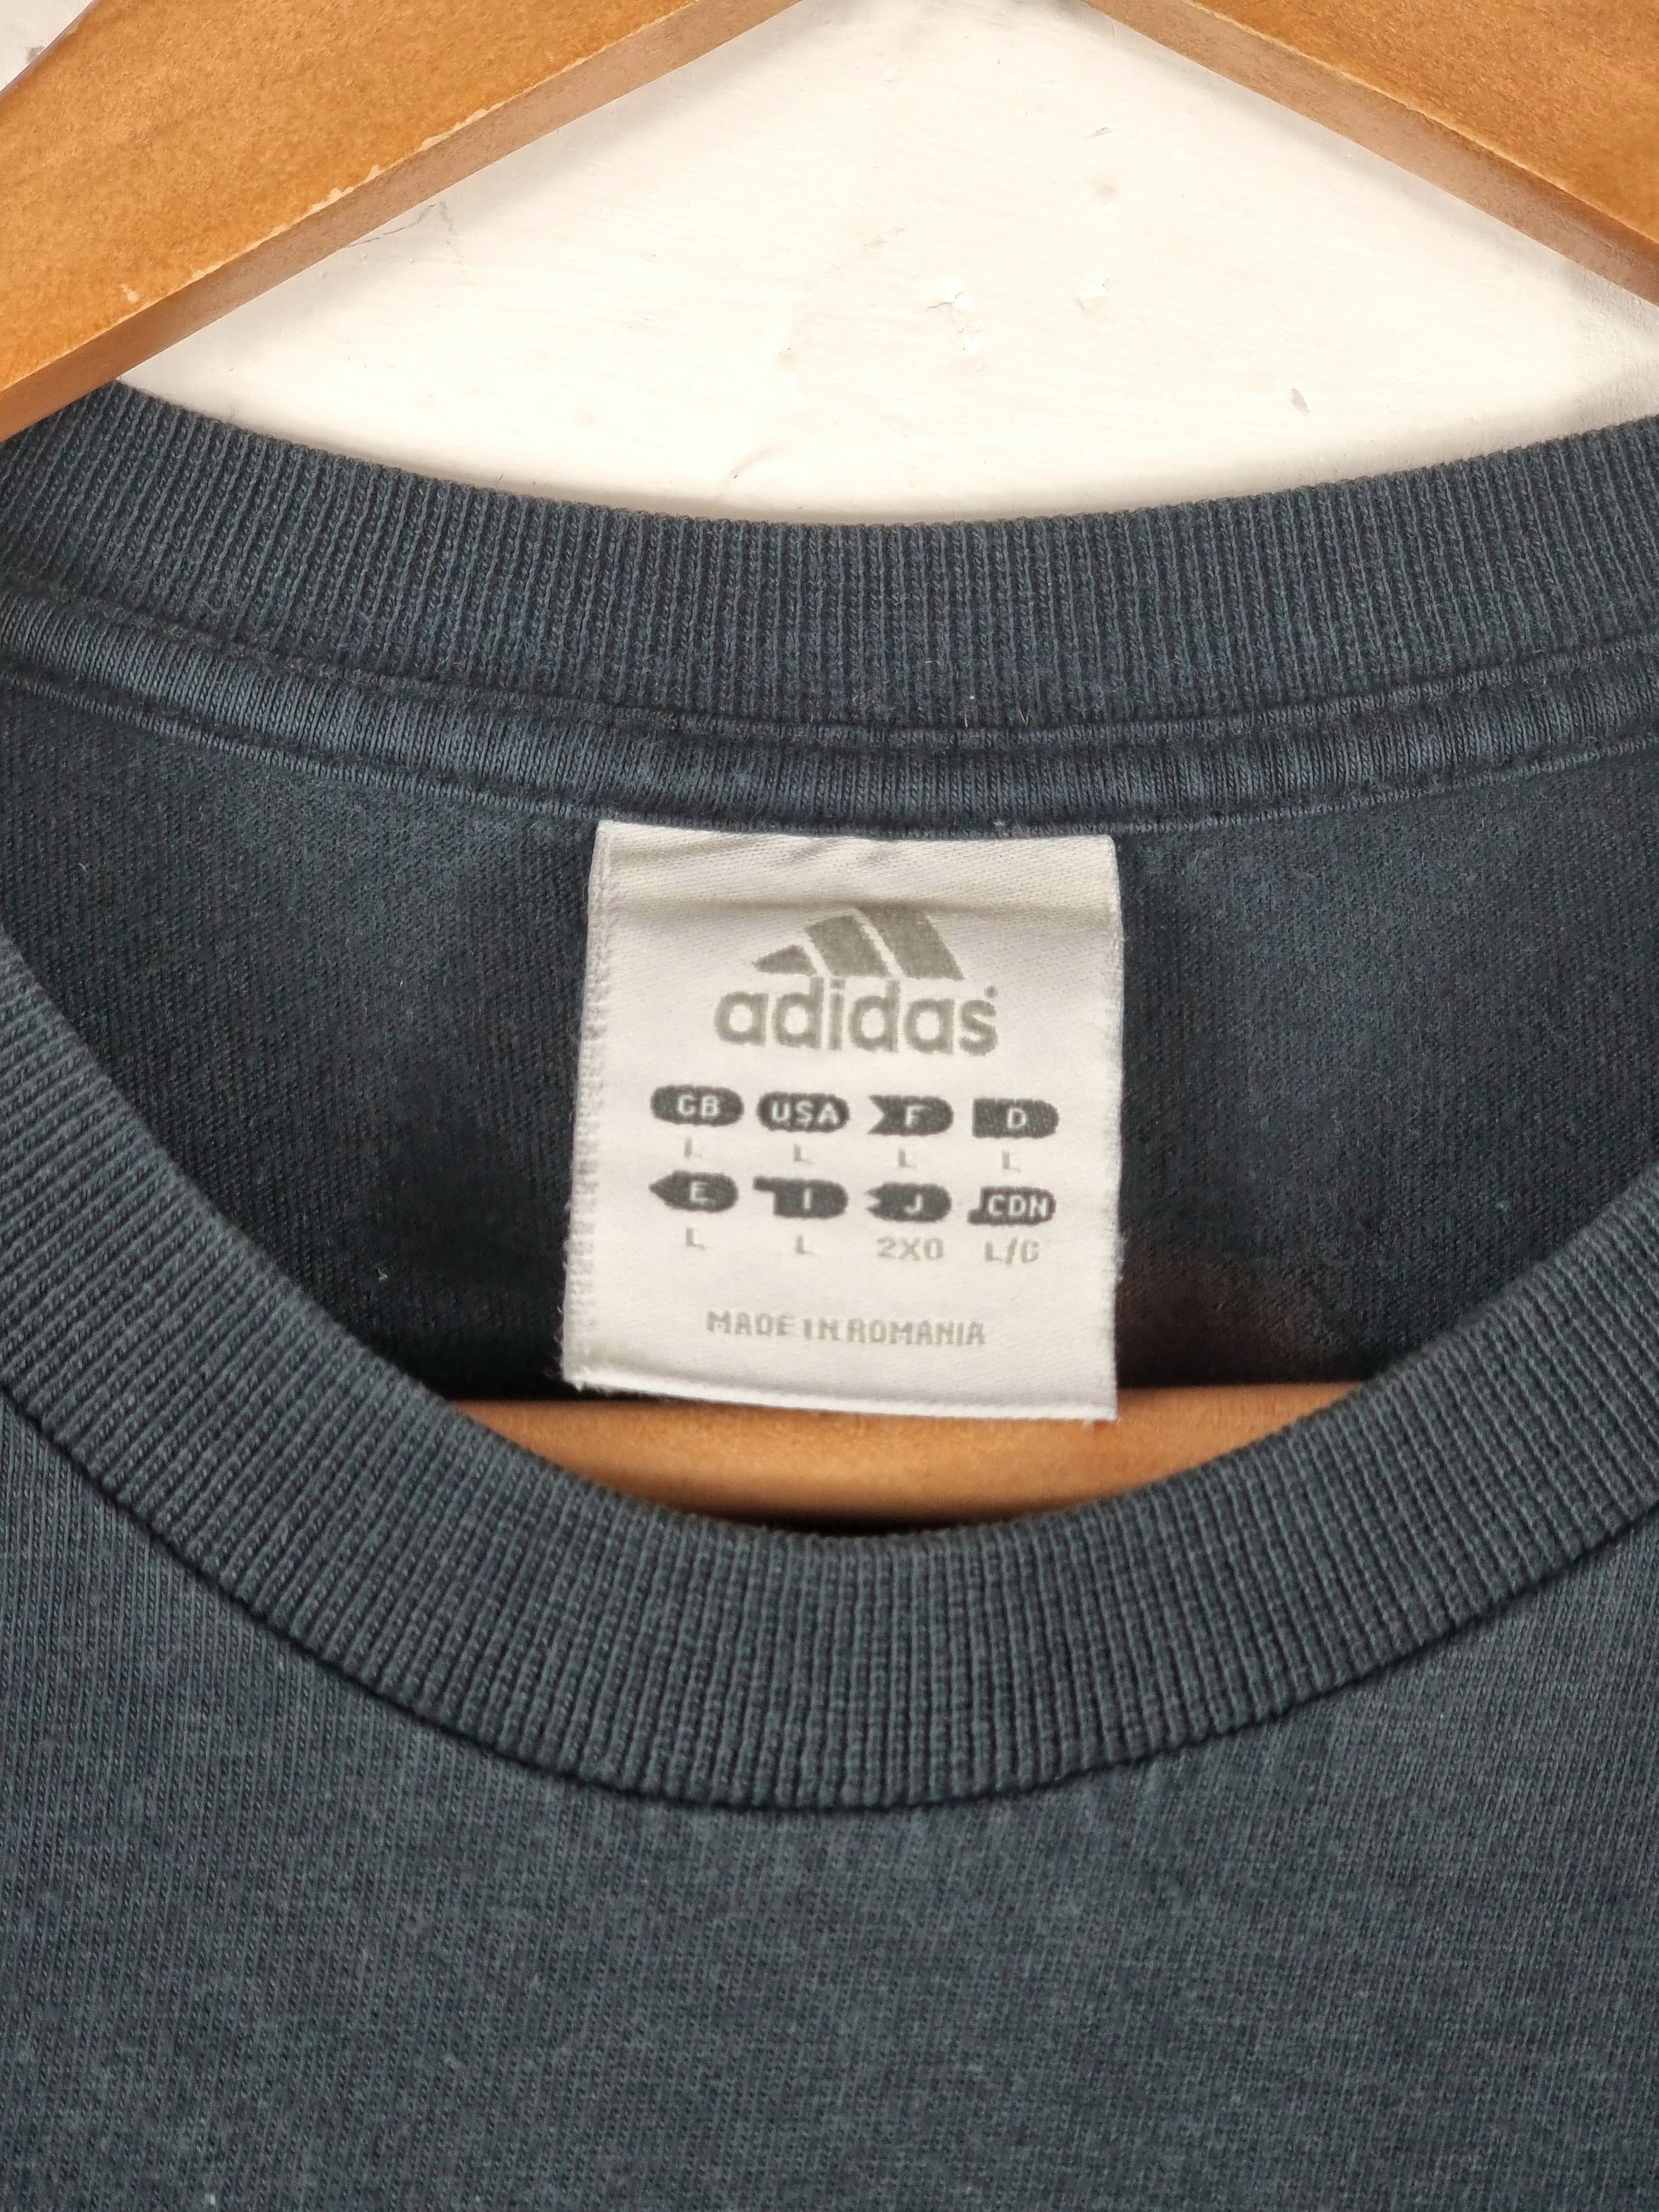 adidas
GB USA F D
L L L L
E I J CDN
L L 2XO L/G
MADE IN ROMANIA